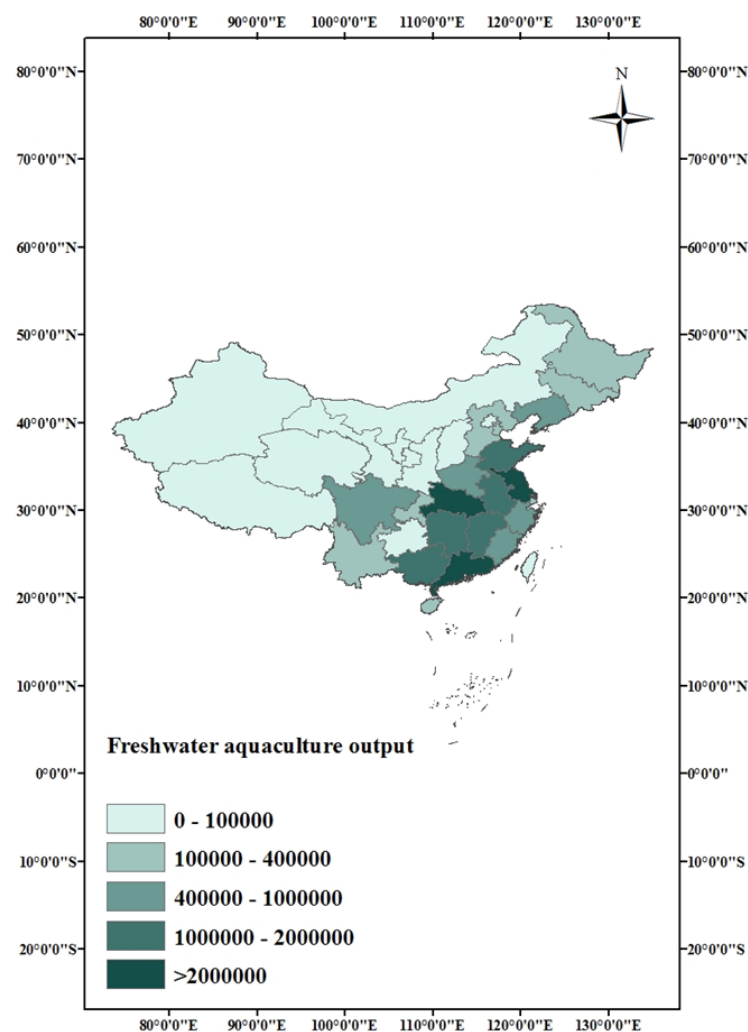 80°0'0"E 90°0'0"E 100°0'0"E 110°0'0"E 120°0'0"E 130°0'0"E
N
80°0'0"N 80°0'0"N
70°0'0"N 70°0'0"N
60°0'0"N 60°0'0"N
50°0'0"N 50°0'0"N
40°0'0"N 40°0'0"N
30°0'0"N 30°0'0"N
20°0'0"N 20°0'0"N
10°0'0"N 10°0'0"N
Freshwater aquaculture output
0°0'0" 0°0'0"
0 - 100000
100000 - 400000
10°0'0"S 10°0'0"S
400000 - 1000000
1000000 - 2000000
20°0'0"S 20°0'0"S
>2000000
80°0'0"E 90°0'0"E 100°0'0"E 110°0'0"E 120°0'0"E 130°0'0"E